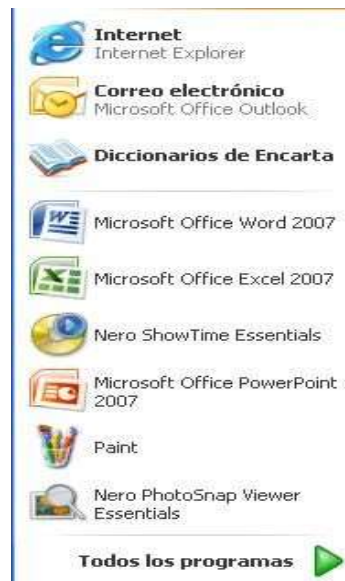 Internet
Internet Explorer
Correo electrónico
Microsoft Office Outlook
Diccionarios de Encarta
Microsoft Office Word 2007
Microsoft Office Excel 2007
Nero ShowTime Essentials
Microsoft Office PowerPoint
2007
Paint
Nero PhotoSnap Viewer
Essentials
Todos los programas